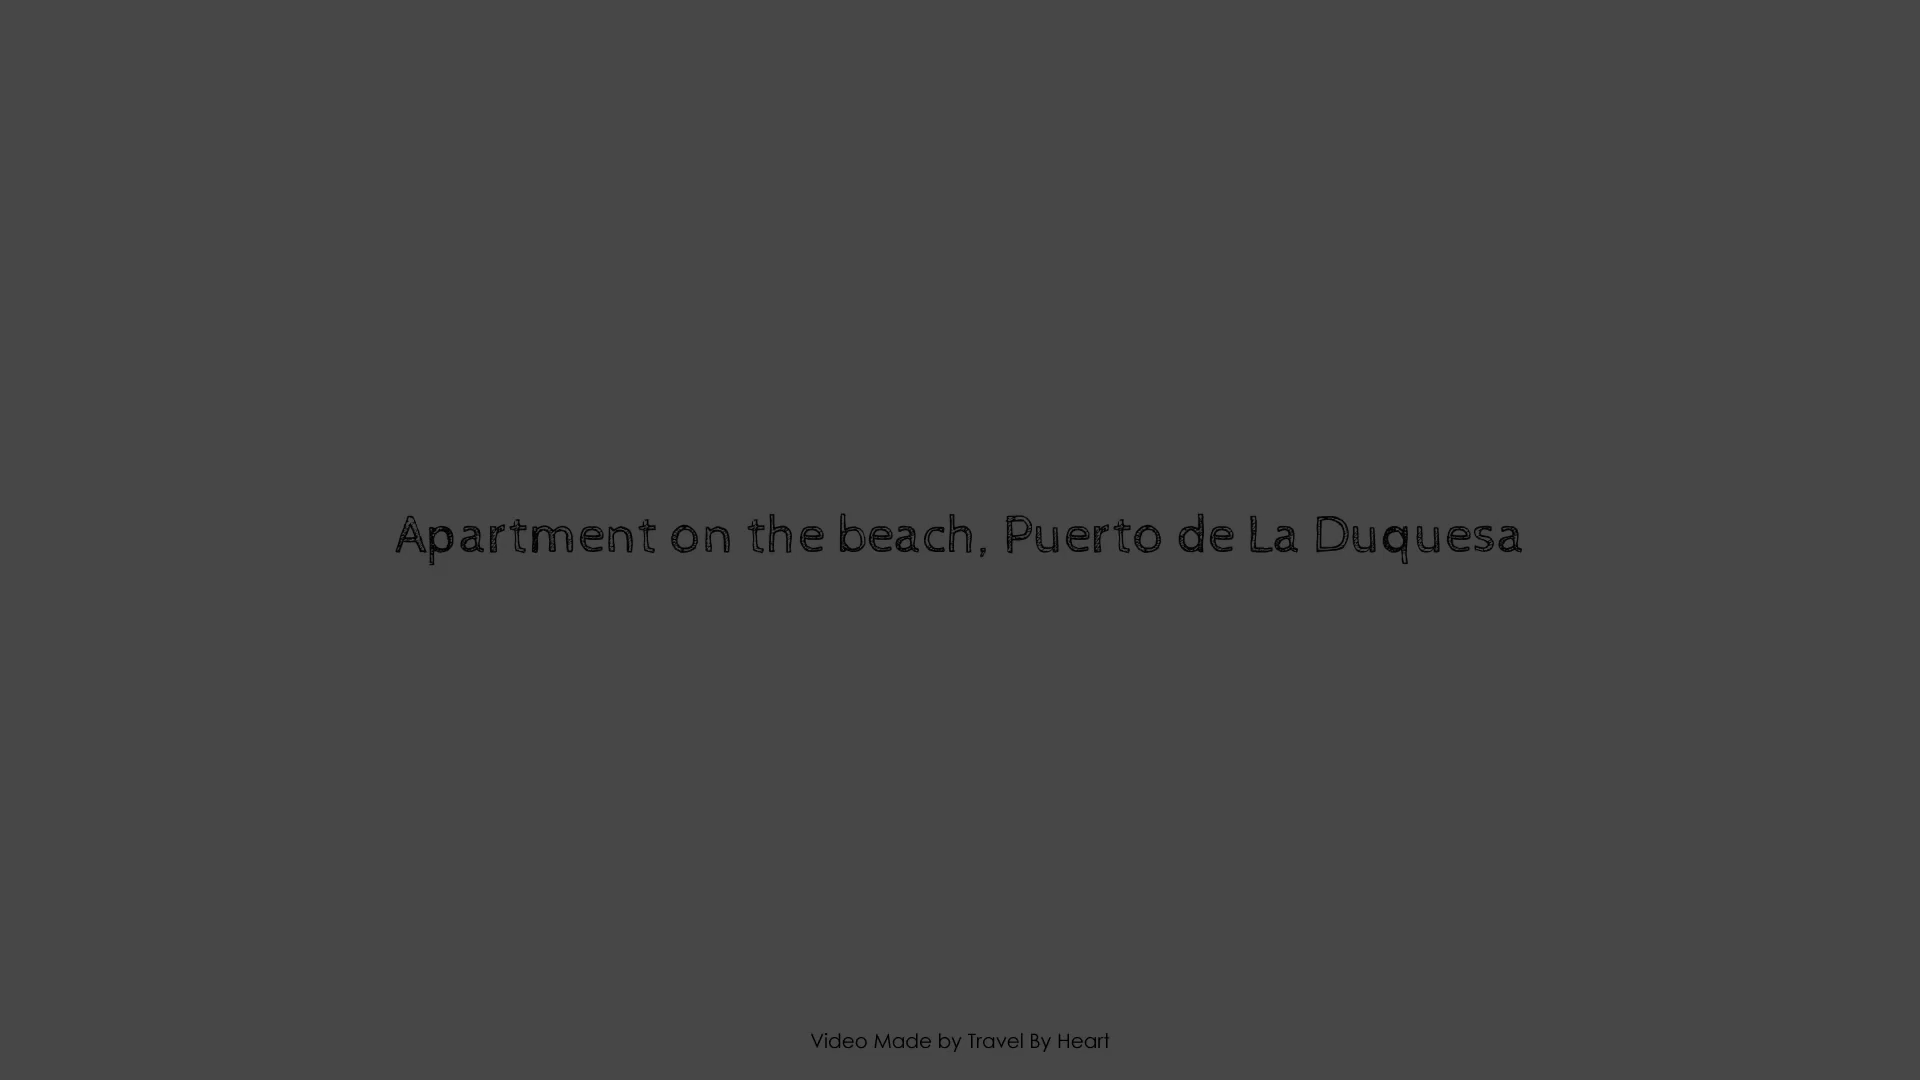 Apartment on the beach, Puerto de La Duquesa
Video Made by Travel By Heart